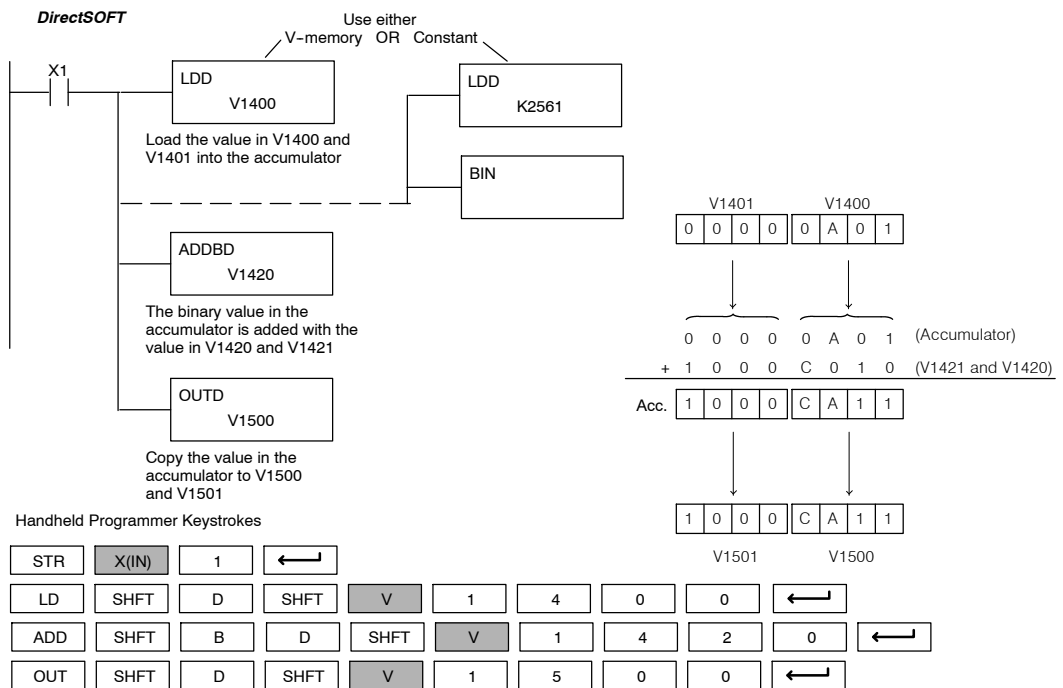 DirectSOFT
Use either
V-memory OR Constant
X1
LDD
V1400
Load the value in V1400 and
V1401 into the accumulator
LDD
K2561
BIN
ADDBD
V1420
The binary value in the
accumulator is added with the
value in V1420 and V1421
OUTD
V1500
Copy the value in the
accumulator to V1500
and V1501
V1401 V1400
0 0 0 0 0 A 0 1
0 0 0 0 0 A 0 1 (Accumulator)
+ 1 0 0 0 C 0 1 0 (V1421 and V1420)
Acc. 1 0 0 0 C A 1 1
1 0 0 0 C A 1 1
V1501 V1500
Handheld Programmer Keystrokes
STR X(IN) 1
LD SHFT D SHFT V 1 4 0 0
ADD SHFT B D SHFT V 1 4 2 0
OUT SHFT D SHFT V 1 5 0 0